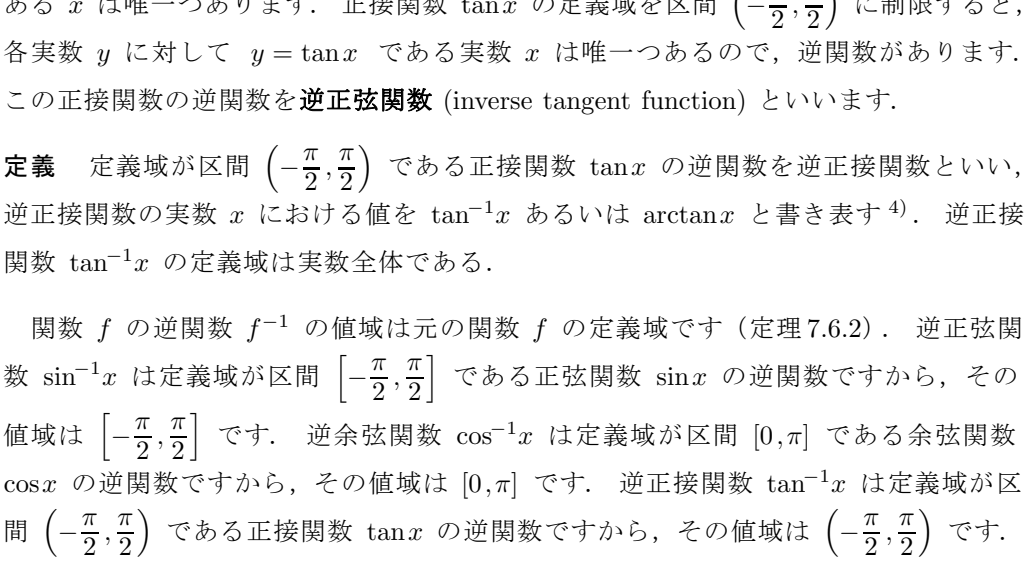 ある x は唯一つあります． 正接関数 tan x の定義域を区間 (−π/2, π/2) に制限すると，
各実数 y に対して y = tan x である実数 x は唯一つあるので，逆関数があります．
この正接関数の逆関数を逆正弦関数 (inverse tangent function) といいます．
定義 定義域が区間 (−π/2, π/2) である正接関数 tan x の逆関数を逆正接関数といい，
逆正接関数の実数 x における値を tan⁻¹x あるいは arctan x と書き表す ⁴⁾． 逆正接
関数 tan⁻¹x の定義域は実数全体である．
関数 f の逆関数 f⁻¹ の値域は元の関数 f の定義域です（定理 7.6.2）． 逆正弦関
数 sin⁻¹x は定義域が区間 [−π/2, π/2] である正弦関数 sin x の逆関数ですから，その
値域は [−π/2, π/2] です． 逆余弦関数 cos⁻¹x は定義域が区間 [0, π] である余弦関数
cos x の逆関数ですから，その値域は [0, π] です． 逆正接関数 tan⁻¹x は定義域が区
間 (−π/2, π/2) である正接関数 tan x の逆関数ですから，その値域は (−π/2, π/2) です．